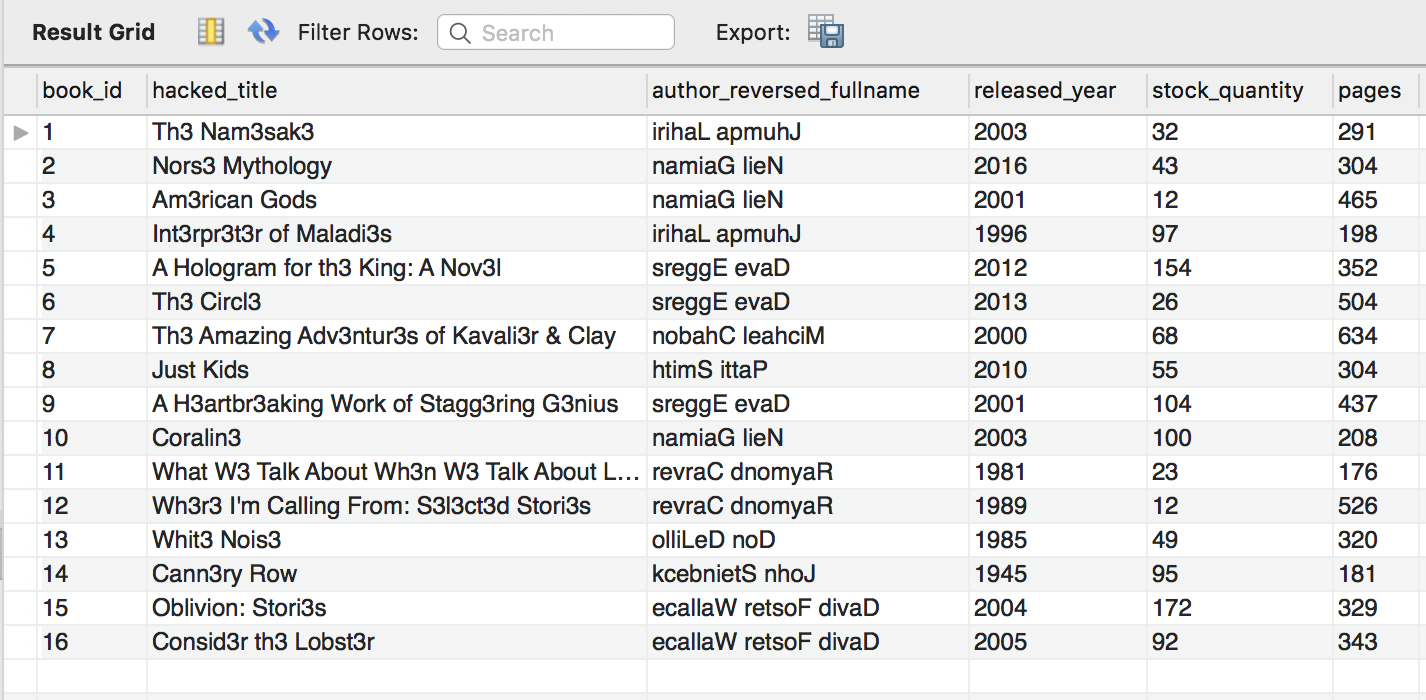 Result Grid Filter Rows: Search Export:
book_id hacked_title author_reversed_fullname released_year stock_quantity pages
1 Th3 Nam3sak3 irihaL apmuhJ 2003 32 291
2 Nors3 Mythology namiaG lieN 2016 43 304
3 Am3rican Gods namiaG lieN 2001 12 465
4 Int3rpr3t3r of Maladi3s irihaL apmuhJ 1996 97 198
5 A Hologram for th3 King: A Nov3l sreggE evaD 2012 154 352
6 Th3 Circl3 sreggE evaD 2013 26 504
7 Th3 Amazing Adv3ntur3s of Kavali3r & Clay nobahC leahciM 2000 68 634
8 Just Kids htimS ittaP 2010 55 304
9 A H3artbr3aking Work of Stagg3ring G3nius sreggE evaD 2001 104 437
10 Coralin3 namiaG lieN 2003 100 208
11 What W3 Talk About Wh3n W3 Talk About L... revraC dnomyaR 1981 23 176
12 Wh3r3 I'm Calling From: S3l3ct3d Stori3s revraC dnomyaR 1989 12 526
13 Whit3 Nois3 olliLeD noD 1985 49 320
14 Cann3ry Row kcebnietS nhoJ 1945 95 181
15 Oblivion: Stori3s ecallaW retsoF divaD 2004 172 329
16 Consid3r th3 Lobst3r ecallaW retsoF divaD 2005 92 343